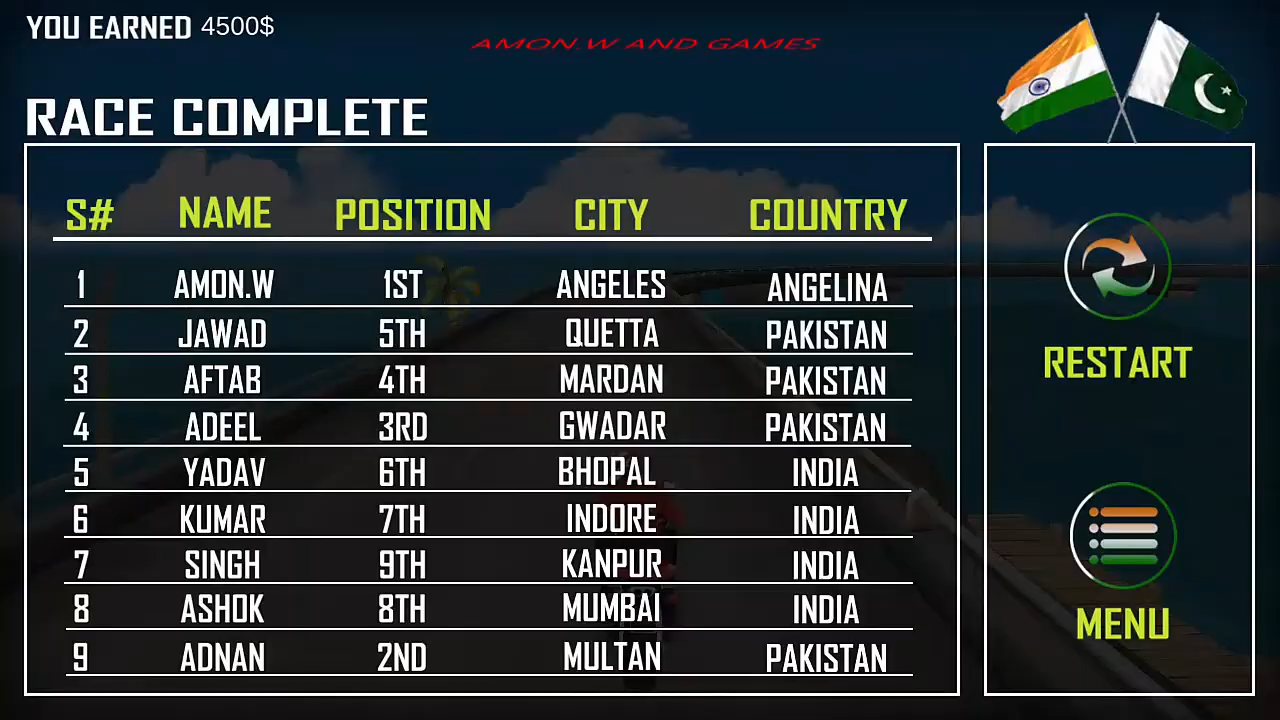 YOU EARNED 4500$
AMON.W AND GAMES
RACE COMPLETE
S# NAME POSITION CITY COUNTRY
1 AMON.W 1ST ANGELES ANGELINA
2 JAWAD 5TH QUETTA PAKISTAN
3 AFTAB 4TH MARDAN PAKISTAN
4 ADEEL 3RD GWADAR PAKISTAN
5 YADAV 6TH BHOPAL INDIA
6 KUMAR 7TH INDORE INDIA
7 SINGH 9TH KANPUR INDIA
8 ASHOK 8TH MUMBAI INDIA
9 ADNAN 2ND MULTAN PAKISTAN
RESTART
MENU